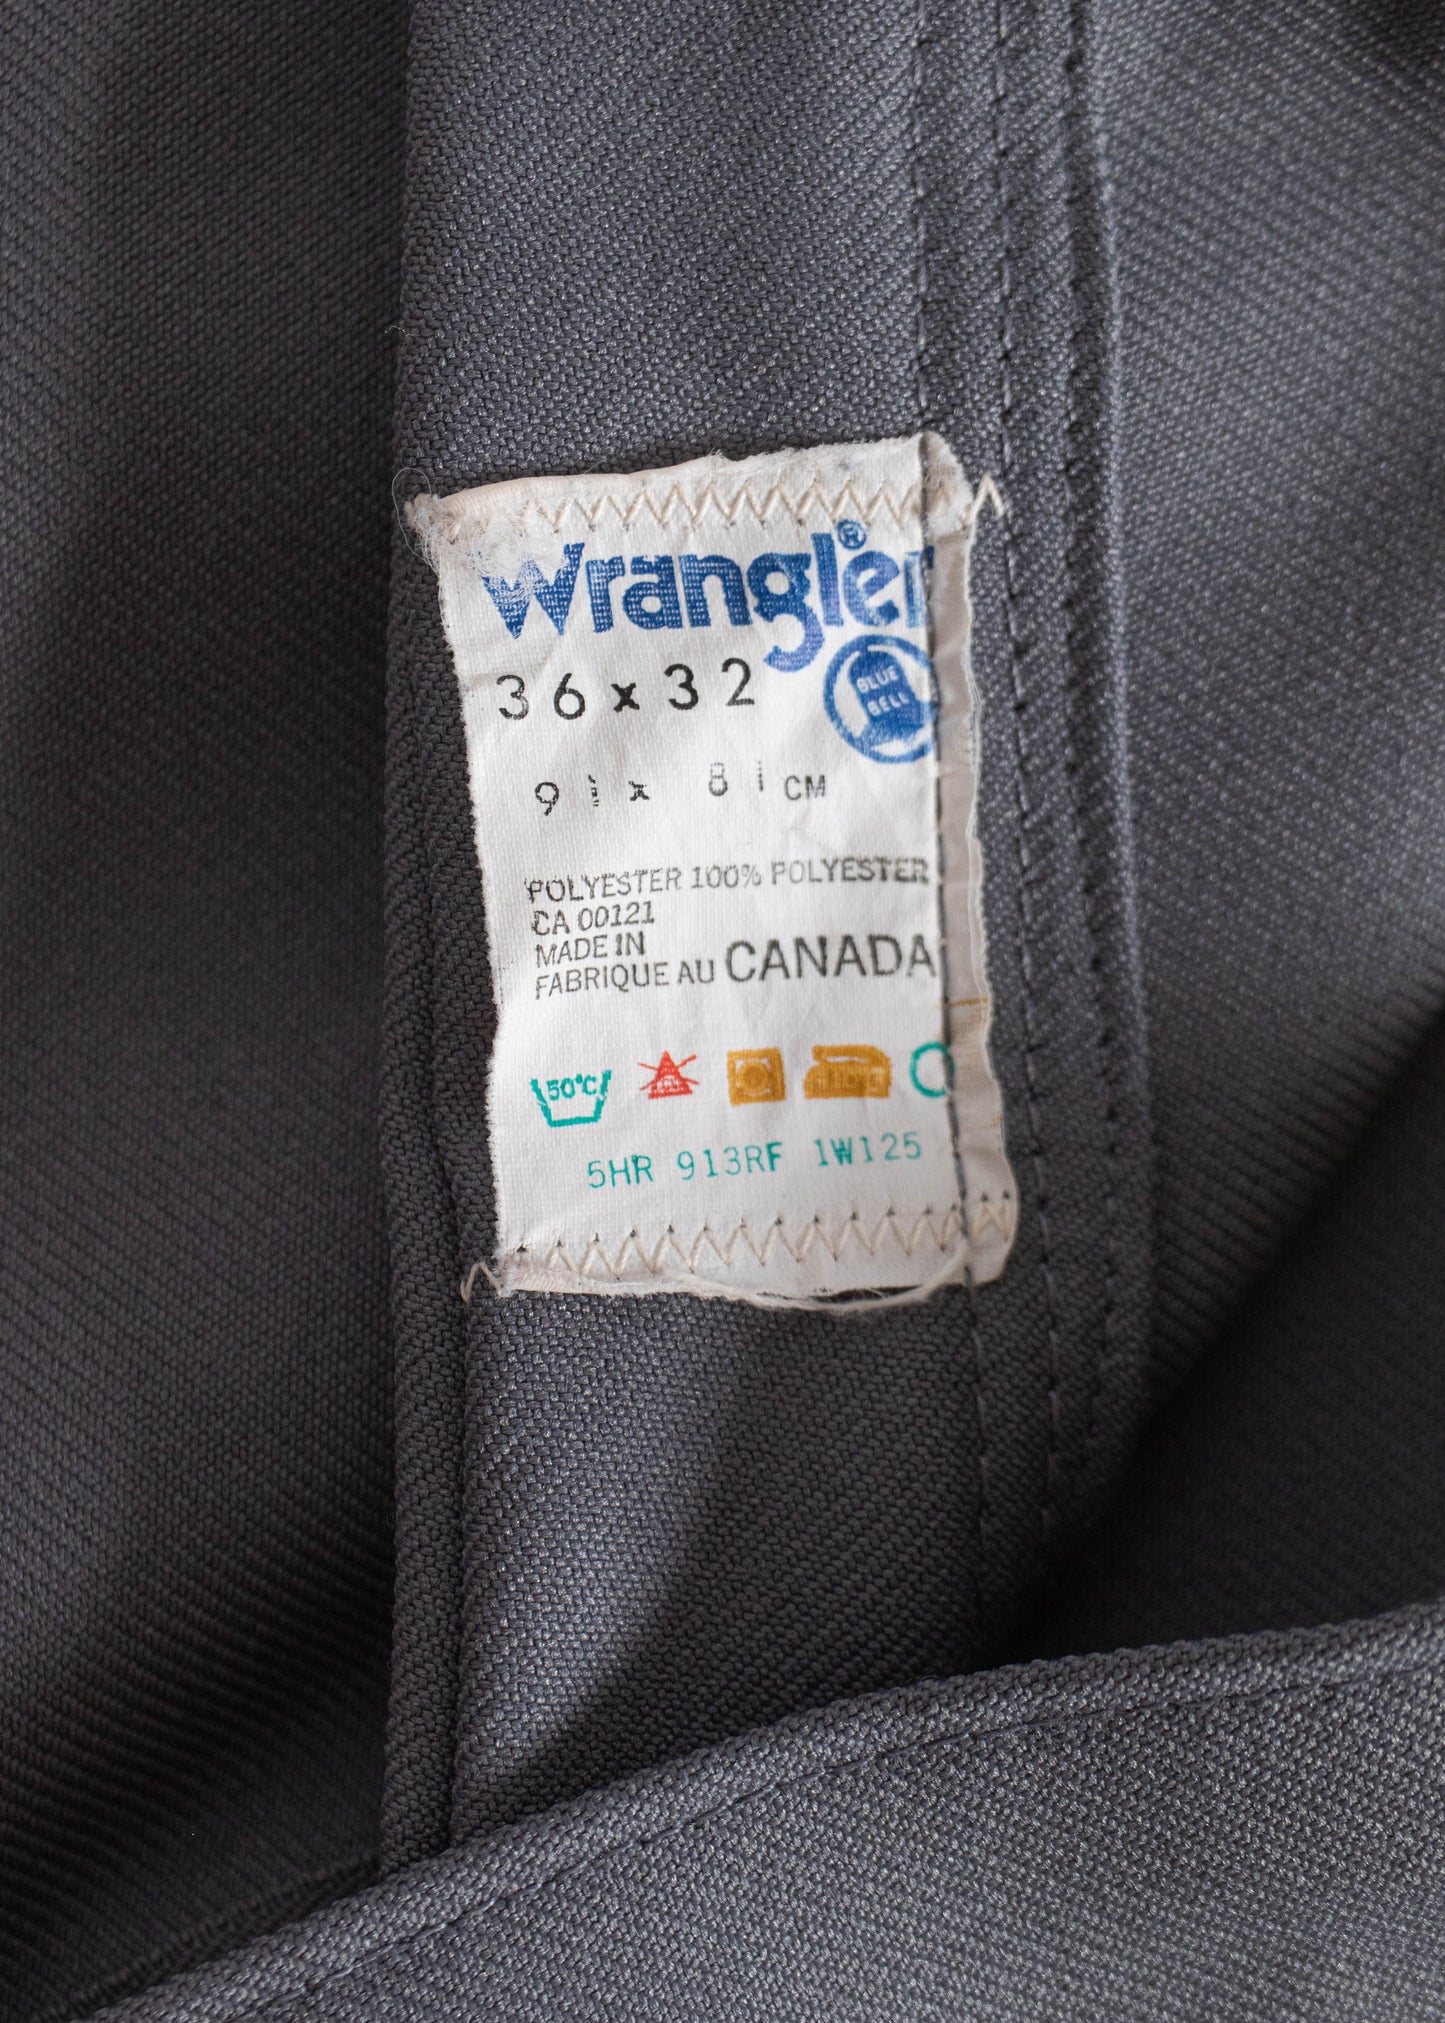 Wrangler®
BLUE
BELL
36 x 32
CM
POLYESTER 100% POLYESTER
CA 00121
MADE IN
FABRIQUE AU CANADA
50°C
5HR 913RF 1W125